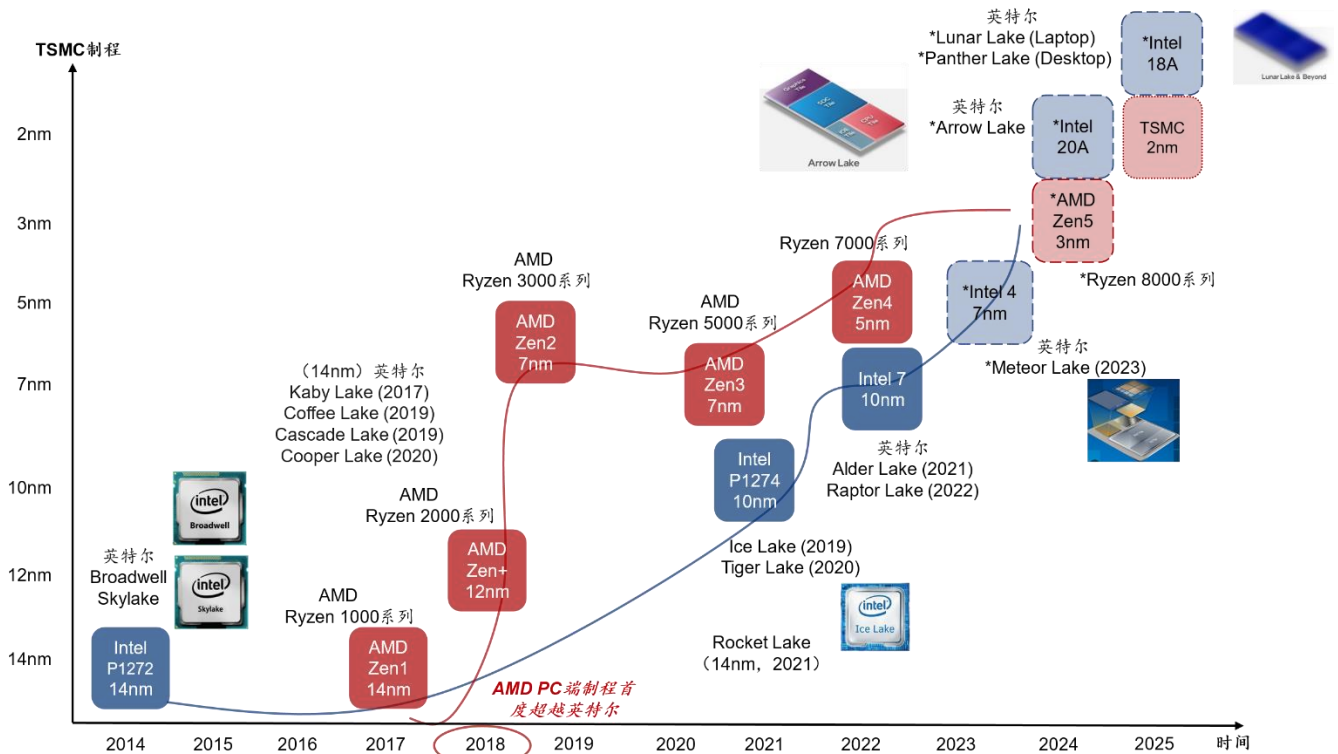 TSMC制程
2nm
3nm
5nm
7nm
10nm
12nm
14nm
英特尔
*Lunar Lake (Laptop)
*Panther Lake (Desktop)
*Intel
18A
Lunar Lake & Beyond
英特尔
*Arrow Lake
*Intel
20A
TSMC
2nm
Graphics
SOC
CPU
Arrow Lake
*AMD
Zen5
3nm
*Ryzen 8000系列
Ryzen 7000系列
AMD
Zen4
5nm
*Intel 4
7nm
英特尔
*Meteor Lake (2023)
AMD
Ryzen 3000系列
AMD
Zen2
7nm
AMD
Ryzen 5000系列
AMD
Zen3
7nm
Intel 7
10nm
英特尔
Alder Lake (2021)
Raptor Lake (2022)
（14nm）英特尔
Kaby Lake (2017)
Coffee Lake (2019)
Cascade Lake (2019)
Cooper Lake (2020)
Intel
P1274
10nm
Ice Lake (2019)
Tiger Lake (2020)
intel
Ice Lake
Rocket Lake
（14nm，2021）
AMD
Ryzen 2000系列
AMD
Zen+
12nm
intel
Broadwell
intel
Skylake
英特尔
Broadwell
Skylake
Intel
P1272
14nm
AMD
Ryzen 1000系列
AMD
Zen1
14nm
AMD PC端制程首
度超越英特尔
2014
2015
2016
2017
2018
2019
2020
2021
2022
2023
2024
2025
时间